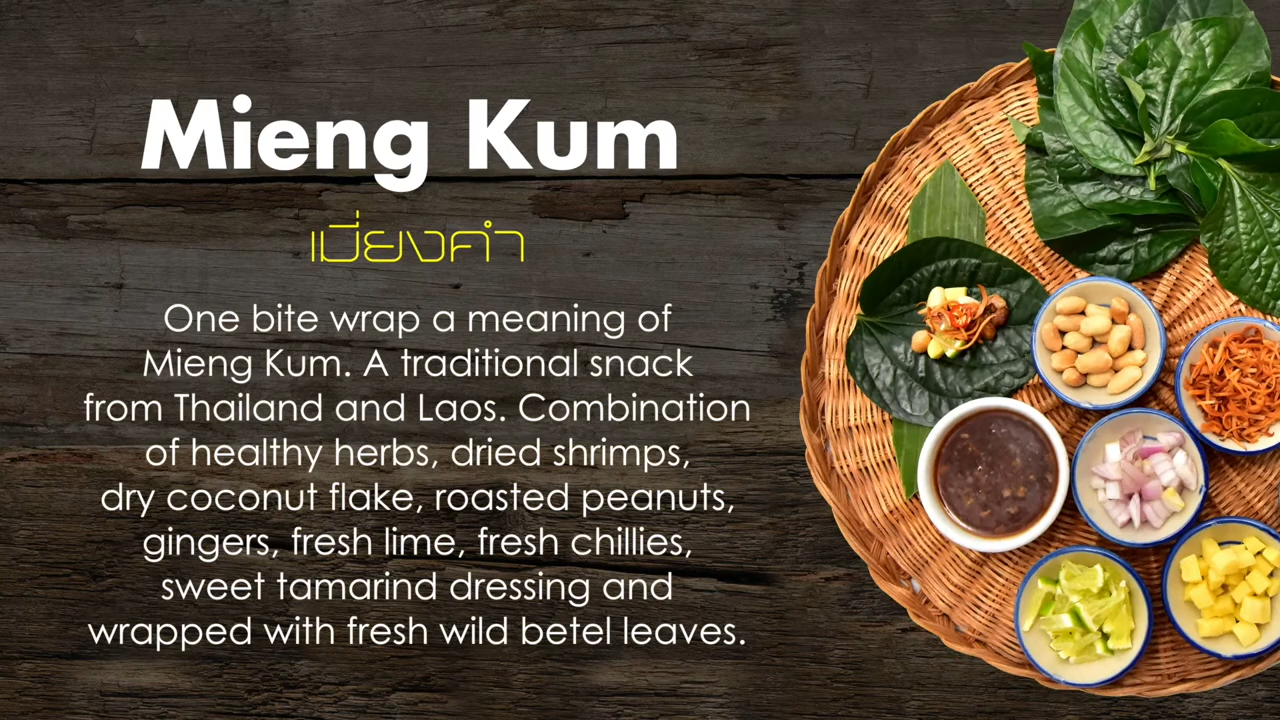 Mieng Kum
เมี่ยงคำ
One bite wrap a meaning of
Mieng Kum. A traditional snack
from Thailand and Laos. Combination
of healthy herbs, dried shrimps,
dry coconut flake, roasted peanuts,
gingers, fresh lime, fresh chillies,
sweet tamarind dressing and
wrapped with fresh wild betel leaves.